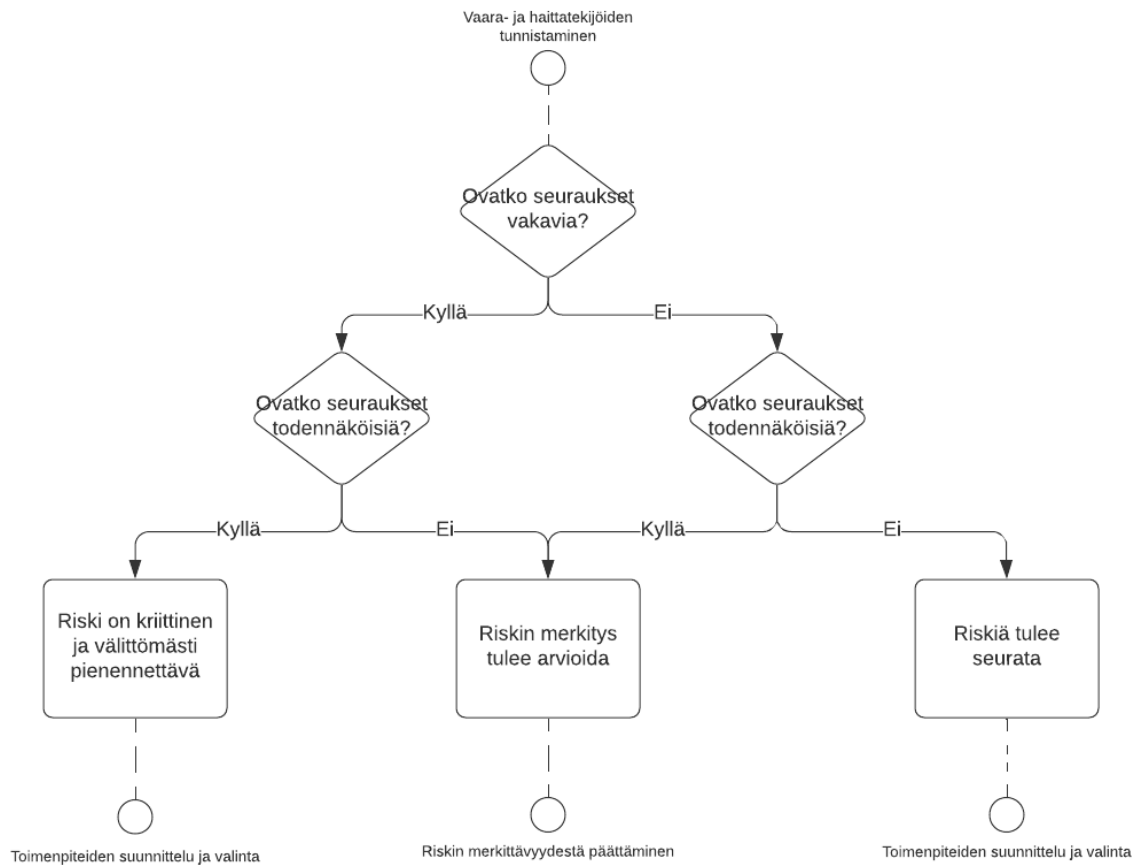 Vaara- ja haittatekijöiden
tunnistaminen
Ovatko seuraukset
vakavia?
Kyllä
Ei
Ovatko seuraukset
todennäköisiä?
Ovatko seuraukset
todennäköisiä?
Kyllä
Ei
Kyllä
Ei
Riski on kriittinen
ja välittömästi
pienennettävä
Riskin merkitys
tulee arvioida
Riskiä tulee
seurata
Toimenpiteiden suunnittelu ja valinta
Riskin merkittävyydestä päättäminen
Toimenpiteiden suunnittelu ja valinta